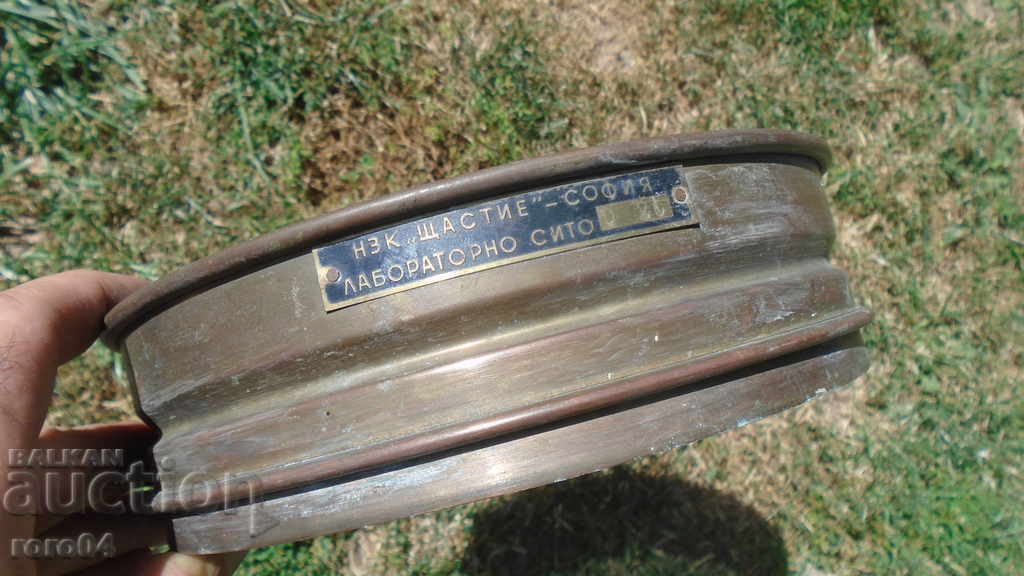 НЗК „ЩАСТИЕ"-СОФИЯ
ЛАБОРАТОРНО СИТО
BALKAN
auction
roro04